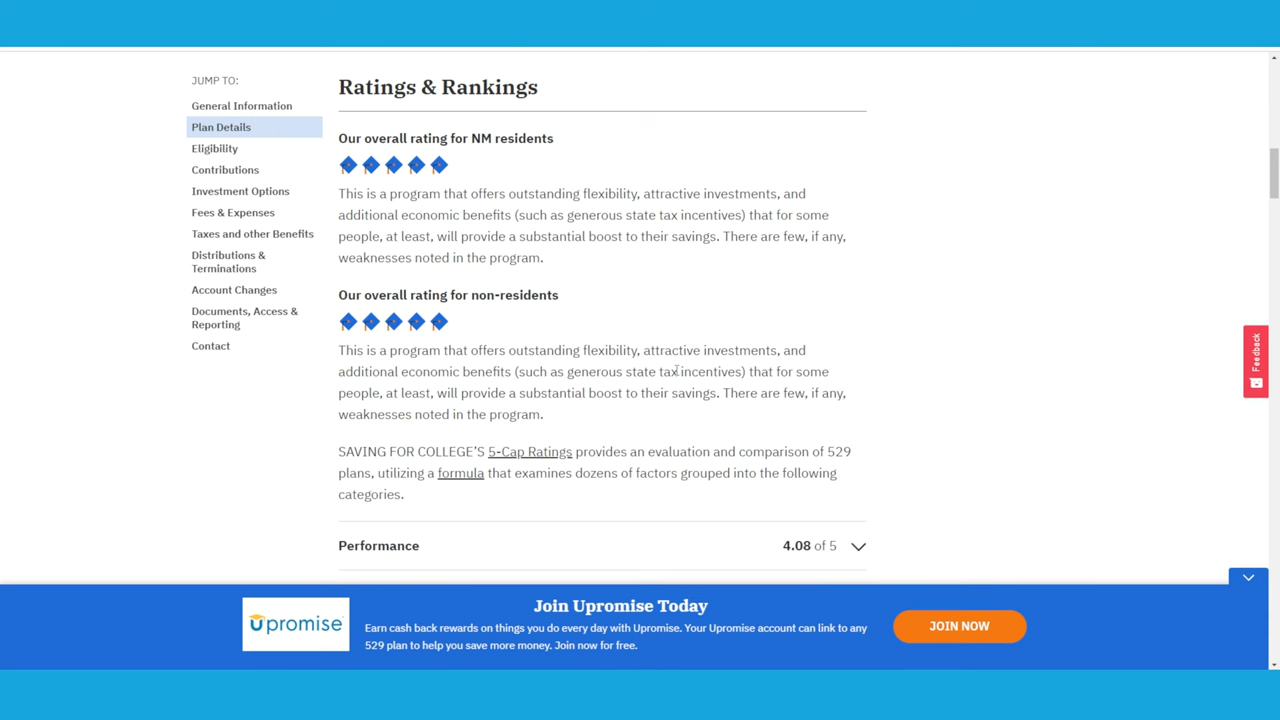 JUMP TO:
General Information
Plan Details
Eligibility
Contributions
Investment Options
Fees & Expenses
Taxes and other Benefits
Distributions &
Terminations
Account Changes
Documents, Access &
Reporting
Contact
Ratings & Rankings
Our overall rating for NM residents
This is a program that offers outstanding flexibility, attractive investments, and
additional economic benefits (such as generous state tax incentives) that for some
people, at least, will provide a substantial boost to their savings. There are few, if any,
weaknesses noted in the program.
Our overall rating for non-residents
This is a program that offers outstanding flexibility, attractive investments, and
additional economic benefits (such as generous state tax incentives) that for some
people, at least, will provide a substantial boost to their savings. There are few, if any,
weaknesses noted in the program.
SAVING FOR COLLEGE'S 5-Cap Ratings provides an evaluation and comparison of 529
plans, utilizing a formula that examines dozens of factors grouped into the following
categories.
Performance 4.08 of 5
Feedback
upromise
Join Upromise Today
Earn cash back rewards on things you do every day with Upromise. Your Upromise account can link to any
529 plan to help you save more money. Join now for free.
JOIN NOW